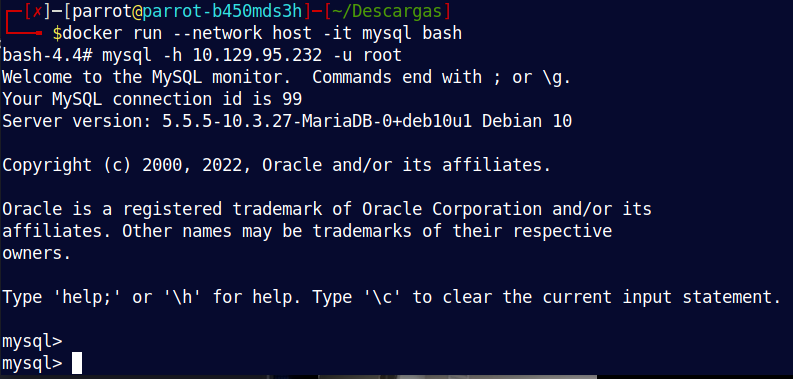 ┌─[✗]─[parrot@parrot-b450mds3h]─[~/Descargas]
└──╼ $docker run --network host -it mysql bash
bash-4.4# mysql -h 10.129.95.232 -u root
Welcome to the MySQL monitor.  Commands end with ; or \g.
Your MySQL connection id is 99
Server version: 5.5.5-10.3.27-MariaDB-0+deb10u1 Debian 10
Copyright (c) 2000, 2022, Oracle and/or its affiliates.
Oracle is a registered trademark of Oracle Corporation and/or its
affiliates. Other names may be trademarks of their respective
owners.
Type 'help;' or '\h' for help. Type '\c' to clear the current input statement.
mysql>
mysql>